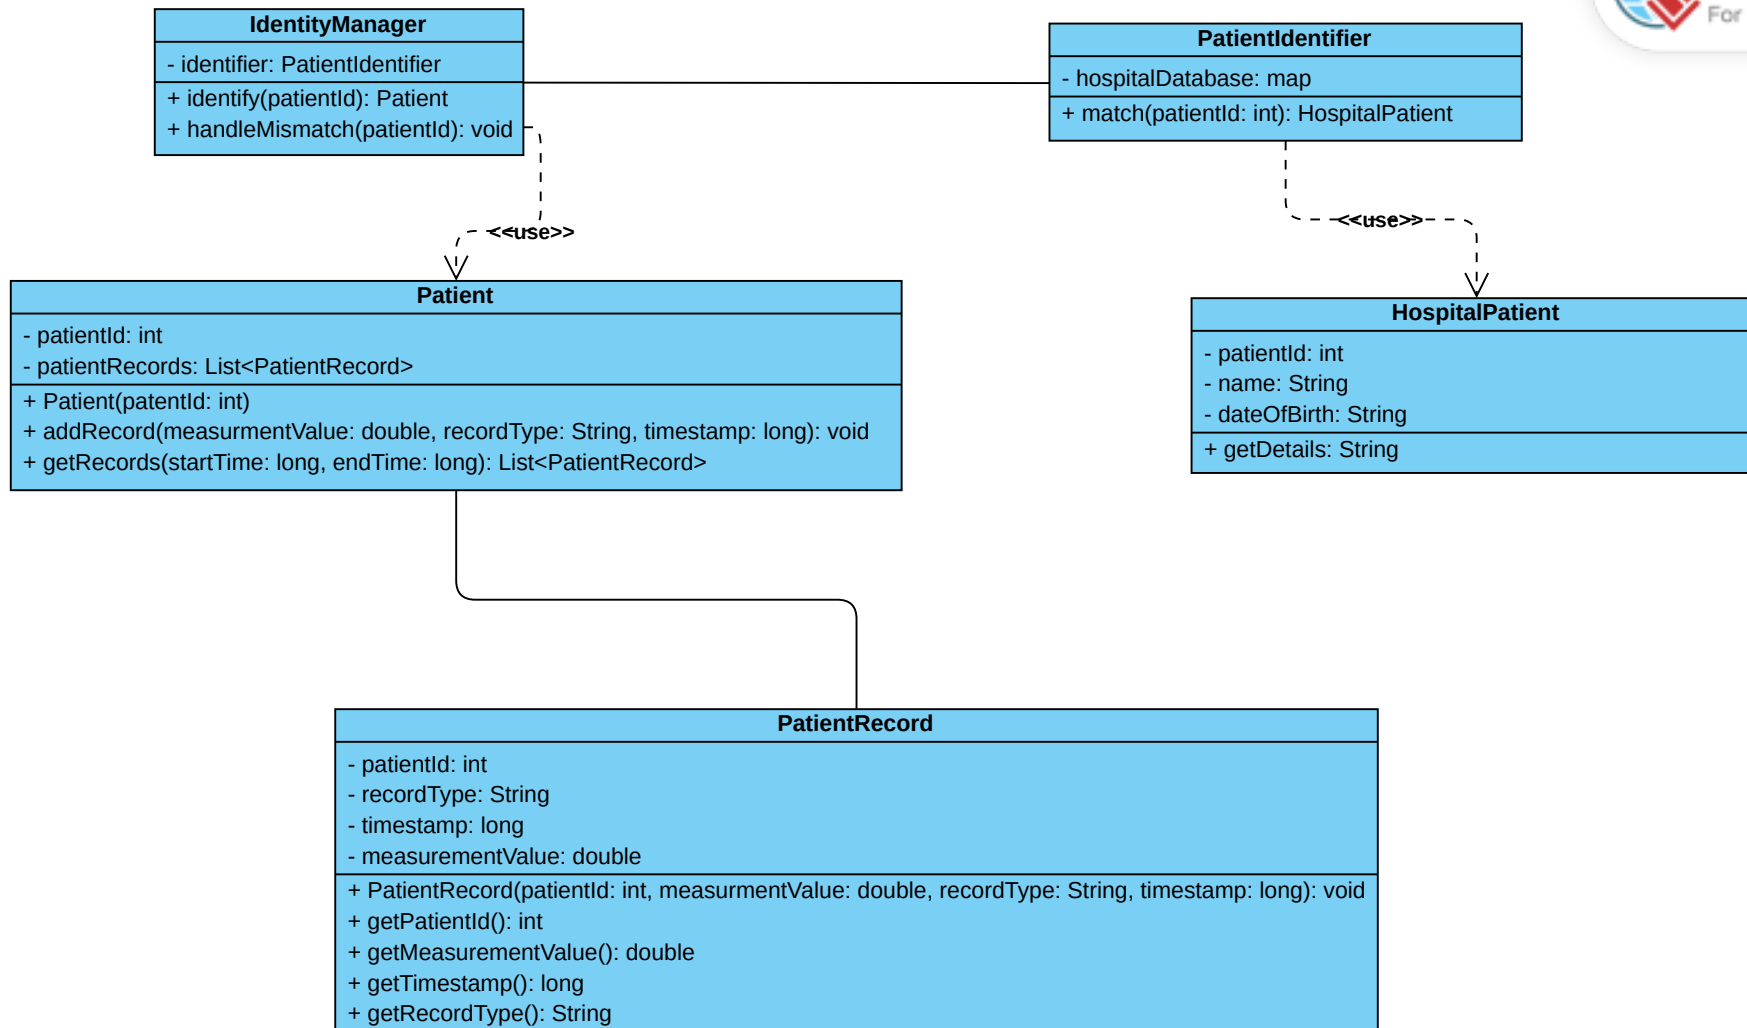 IdentityManager
- identifier: PatientIdentifier
+ identify(patientId): Patient
+ handleMismatch(patientId): void
PatientIdentifier
- hospitalDatabase: map
+ match(patientId: int): HospitalPatient
For
<<use>>
<<use>>
Patient
- patientId: int
- patientRecords: List<PatientRecord>
+ Patient(patentId: int)
+ addRecord(measurmentValue: double, recordType: String, timestamp: long): void
+ getRecords(startTime: long, endTime: long): List<PatientRecord>
HospitalPatient
- patientId: int
- name: String
- dateOfBirth: String
+ getDetails: String
PatientRecord
- patientId: int
- recordType: String
- timestamp: long
- measurementValue: double
+ PatientRecord(patientId: int, measurmentValue: double, recordType: String, timestamp: long): void
+ getPatientId(): int
+ getMeasurementValue(): double
+ getTimestamp(): long
+ getRecordType(): String